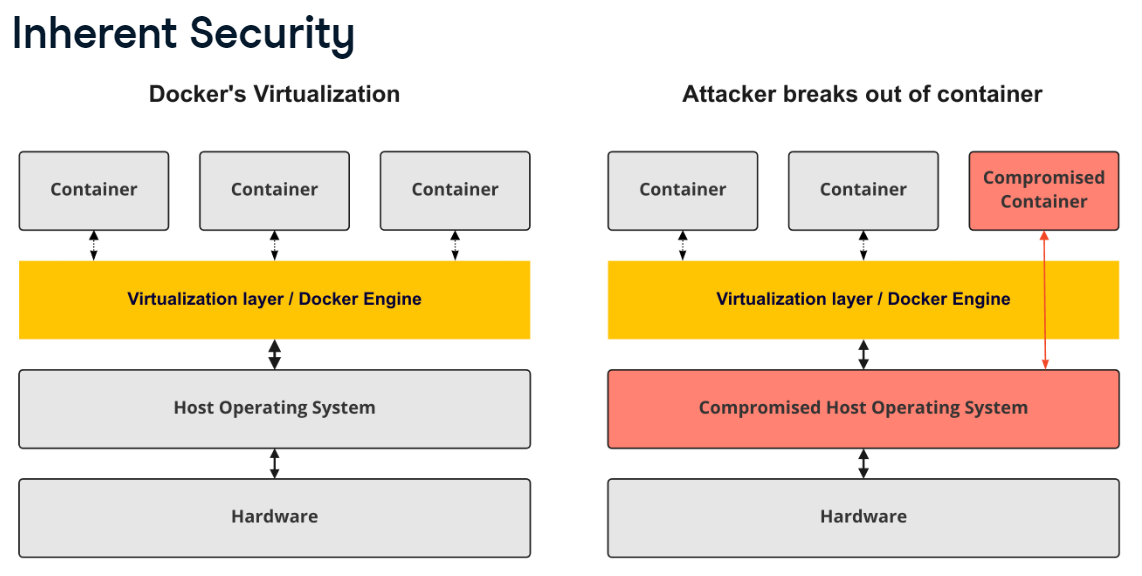 Inherent Security
Docker's Virtualization
Container
Container
Container
Virtualization layer / Docker Engine
Host Operating System
Hardware
Attacker breaks out of container
Container
Container
Compromised
Container
Virtualization layer / Docker Engine
Compromised Host Operating System
Hardware